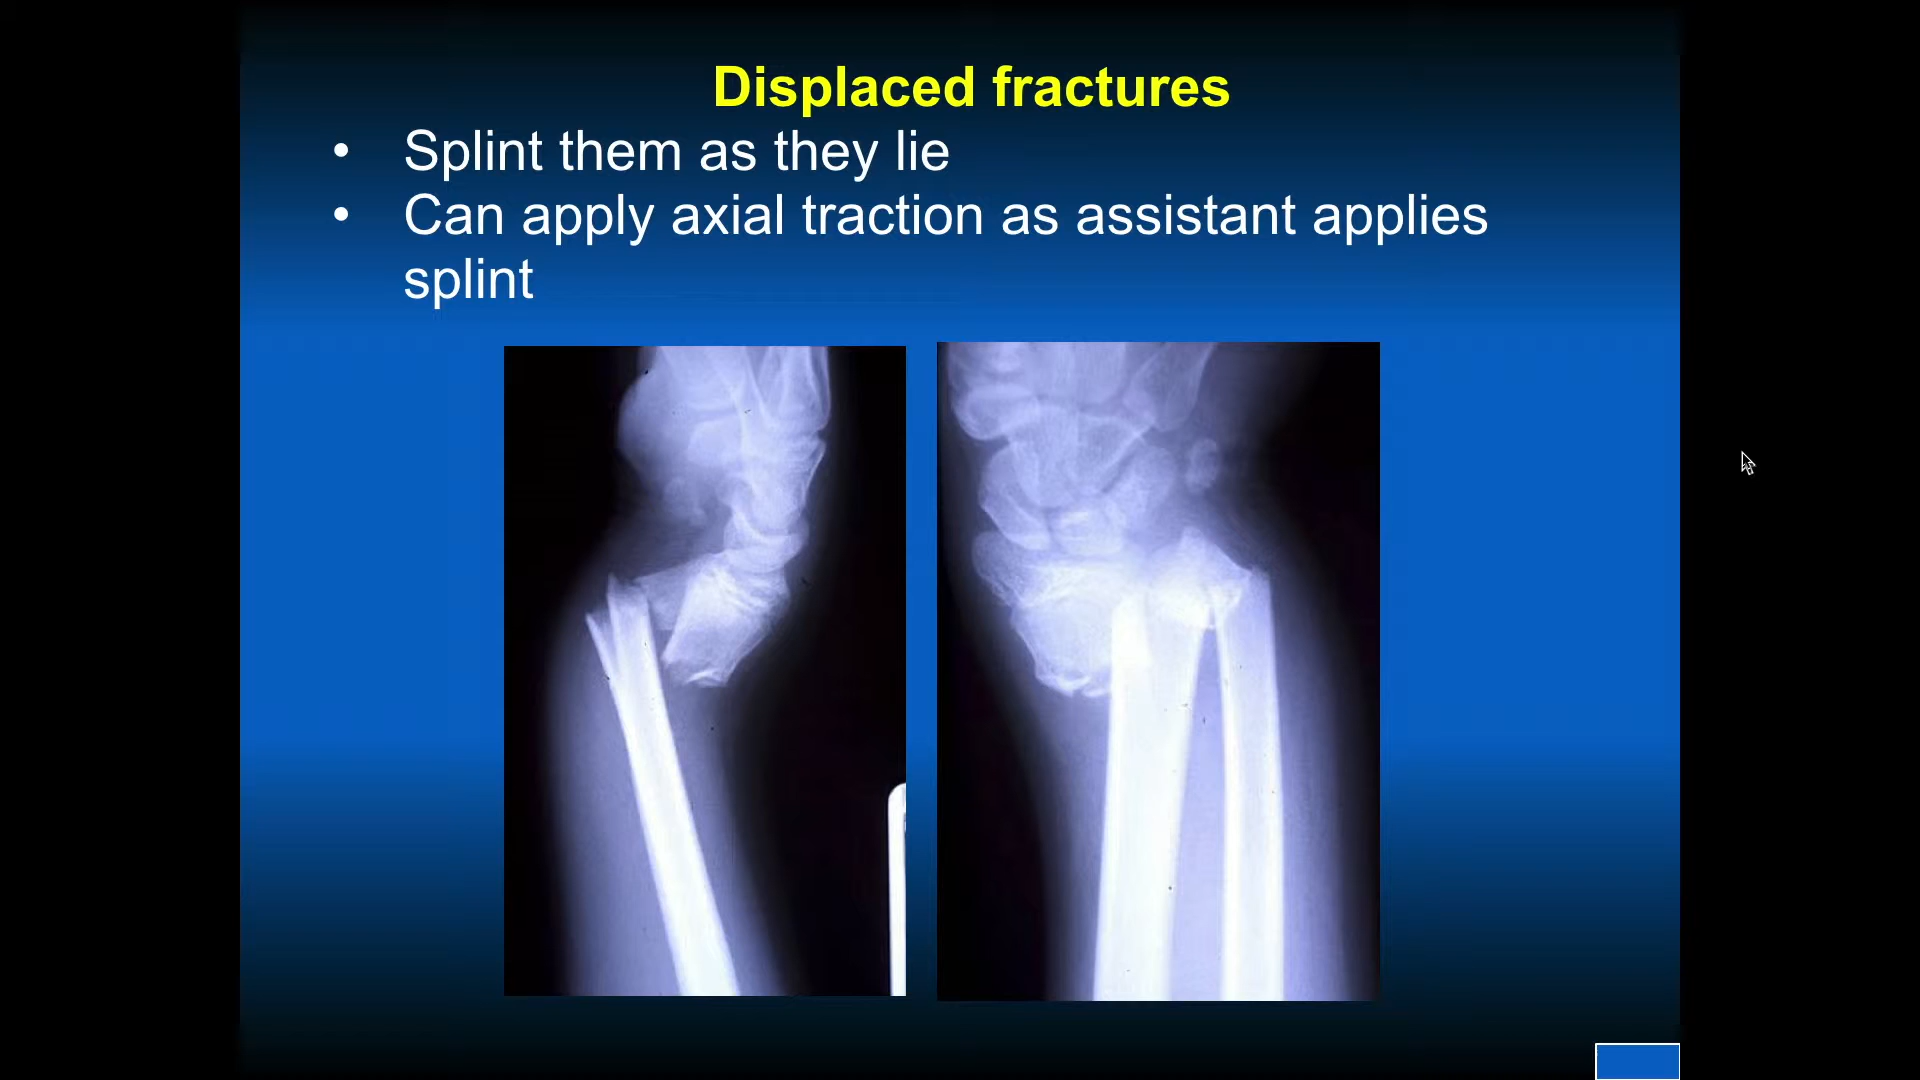 Displaced fractures
• Splint them as they lie
• Can apply axial traction as assistant applies
splint